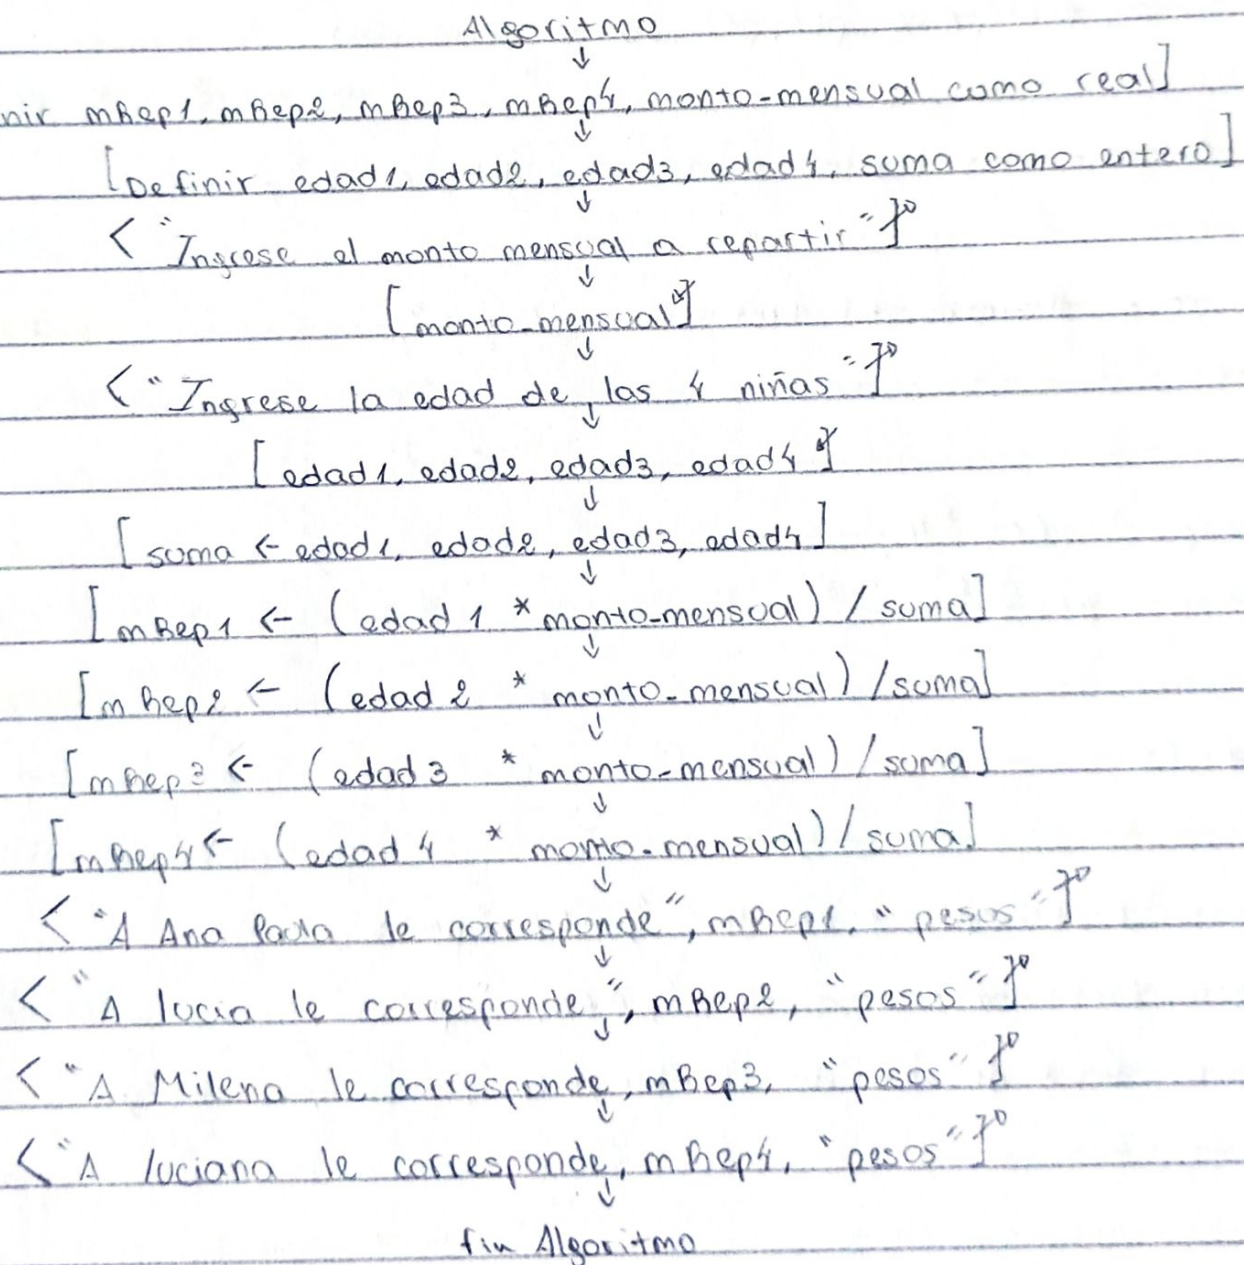 Algoritmo
↓
nir mRep1, mRep2, mRep3, mRep4, monto-mensual como real]
↓
[Definir edad1, edad2, edad3, edad4, suma como entero]
↓
< "Ingrese el monto mensual a repartir"]
↓
[monto-mensual]
↓
< "Ingrese la edad de las 4 niñas"]
↓
[edad1, edad2, edad3, edad4]
↓
[suma ← edad1, edad2, edad3, edad4]
↓
[mRep1 ← (edad 1 * monto-mensual) / suma]
↓
[mRep2 ← (edad 2 * monto-mensual) / suma]
↓
[mRep3 ← (edad 3 * monto-mensual) / suma]
↓
[mRep4 ← (edad 4 * monto-mensual) / suma]
↓
< "A Ana Paola le corresponde", mRep1, "pesos"]
↓
< "A lucia le corresponde", mRep2, "pesos"]
↓
< "A Milena le corresponde, mRep3, "pesos"]
↓
< "A luciana le corresponde, mRep4, "pesos"]
↓
fin Algoritmo